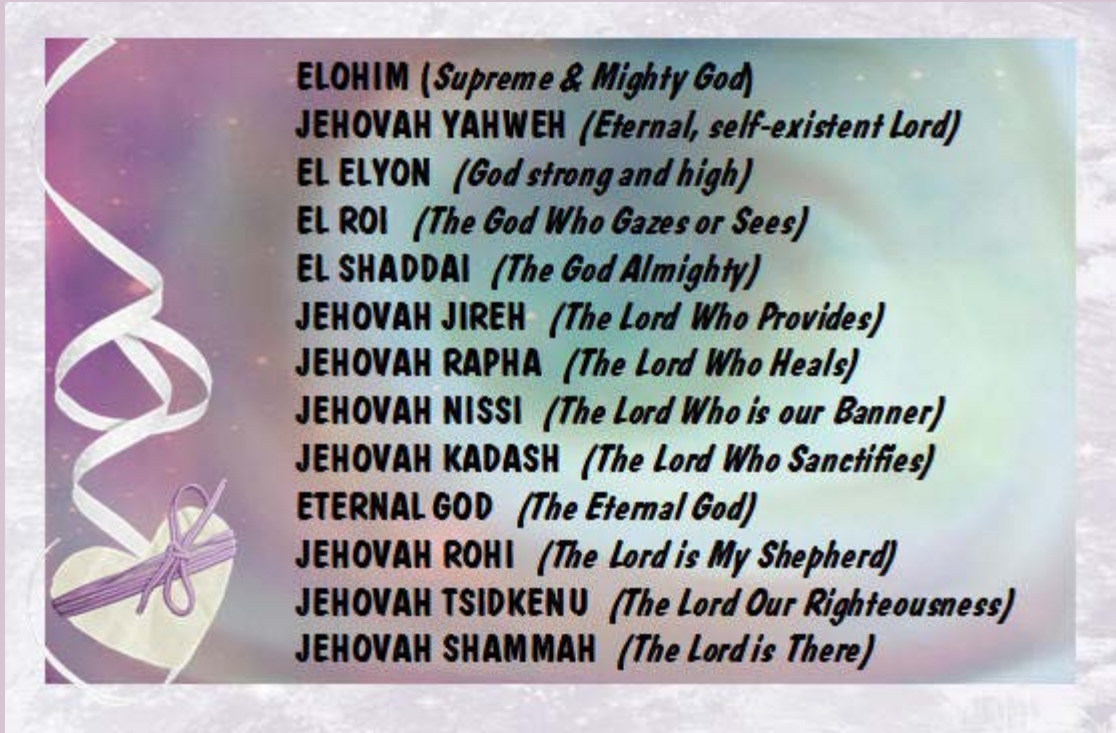 ELOHIM (Supreme & Mighty God)
JEHOVAH YAHWEH (Eternal, self-existent Lord)
EL ELYON (God strong and high)
EL ROI (The God Who Gazes or Sees)
EL SHADDAI (The God Almighty)
JEHOVAH JIREH (The Lord Who Provides)
JEHOVAH RAPHA (The Lord Who Heals)
JEHOVAH NISSI (The Lord Who is our Banner)
JEHOVAH KADASH (The Lord Who Sanctifies)
ETERNAL GOD (The Eternal God)
JEHOVAH ROHI (The Lord is My Shepherd)
JEHOVAH TSIDKENU (The Lord Our Righteousness)
JEHOVAH SHAMMAH (The Lord is There)